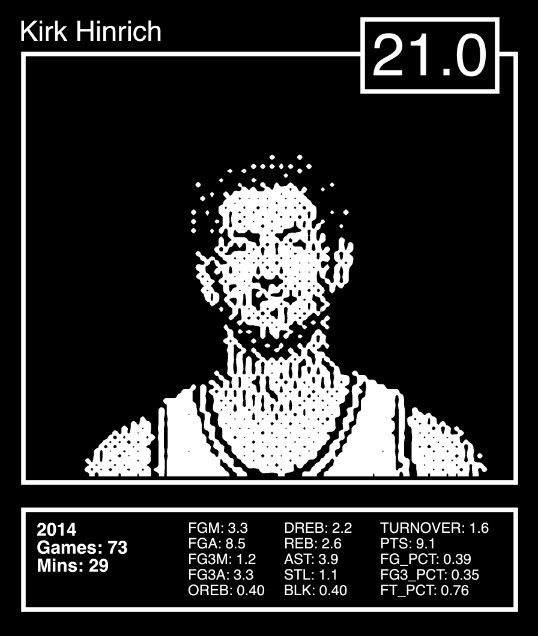 Kirk Hinrich
21.0
2014
Games: 73
Mins: 29
FGM: 3.3
FGA: 8.5
FG3M: 1.2
FG3A: 3.3
OREB: 0.40
DREB: 2.2
REB: 2.6
AST: 3.9
STL: 1.1
BLK: 0.40
TURNOVER: 1.6
PTS: 9.1
FG_PCT: 0.39
FG3_PCT: 0.35
FT_PCT: 0.76